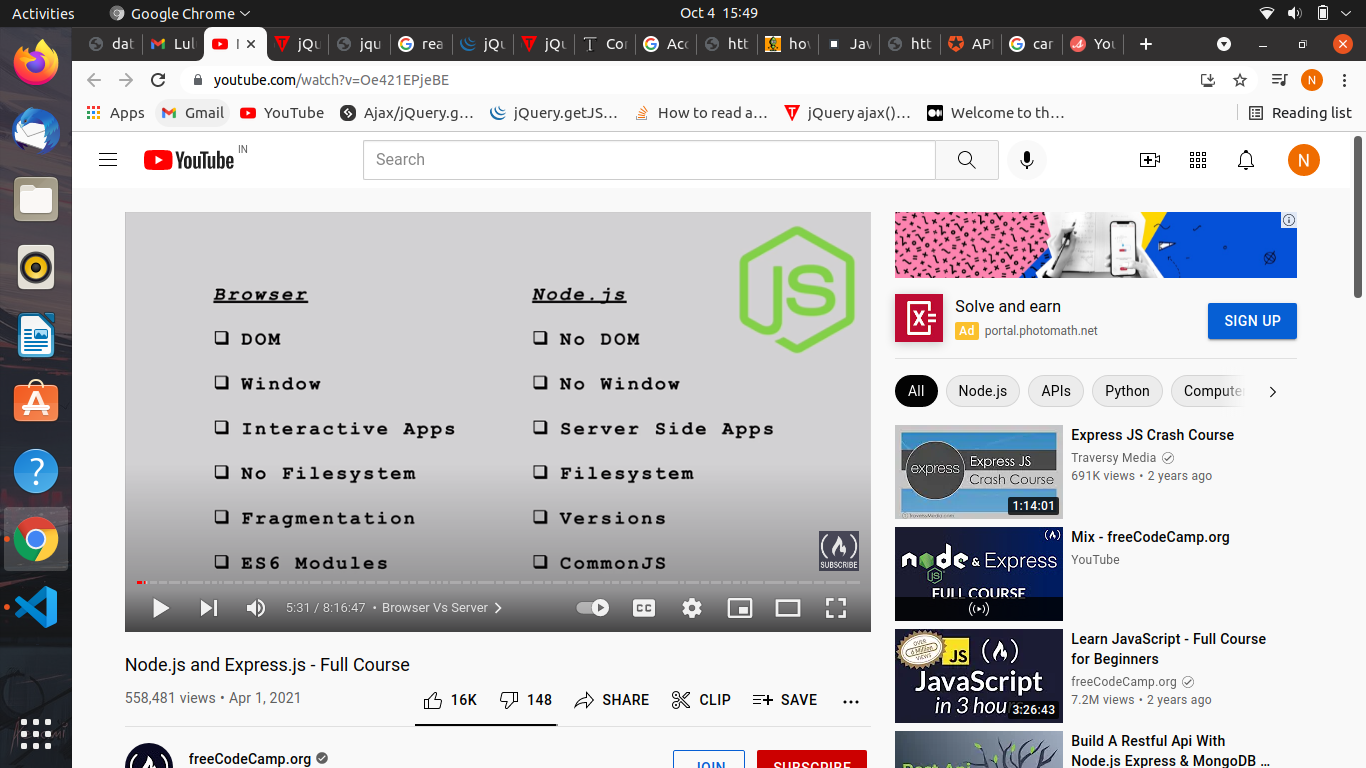 Activities
Google Chrome
Oct 4 15:49
dat
Lul
jQu
jqu
rea
jQu
jQu
Cor
Acc
htt
hov
Jav
htt
API
car
You
youtube.com/watch?v=Oe421EPjeBE
N
Apps
Gmail
YouTube
Ajax/jQuery.g…
jQuery.getJS…
How to read a…
jQuery ajax()…
Welcome to th…
Reading list
YouTube IN
Search
N
Browser
Node.js
JS
DOM
No DOM
Window
No Window
Interactive Apps
Server Side Apps
No Filesystem
Filesystem
Fragmentation
Versions
ES6 Modules
CommonJS
SUBSCRIBE
5:31 / 8:16:47 • Browser Vs Server
CC
Node.js and Express.js - Full Course
558,481 views • Apr 1, 2021
16K
148
SHARE
CLIP
SAVE
freeCodeCamp.org
JOIN
SUBSCRIBE
Solve and earn
Ad portal.photomath.net
SIGN UP
All
Node.js
APIs
Python
Computer
express
Express JS
Crash Course
1:14:01
Express JS Crash Course
Traversy Media
691K views • 2 years ago
node & Express
JS
FULL COURSE
Mix - freeCodeCamp.org
YouTube
OVER
6 Million
VIEWS
JS
JavaScript
in 3 hou
3:26:43
Learn JavaScript - Full Course
for Beginners
freeCodeCamp.org
7.2M views • 2 years ago
Rest Api
Build A Restful Api With
Node.js Express & MongoDB …